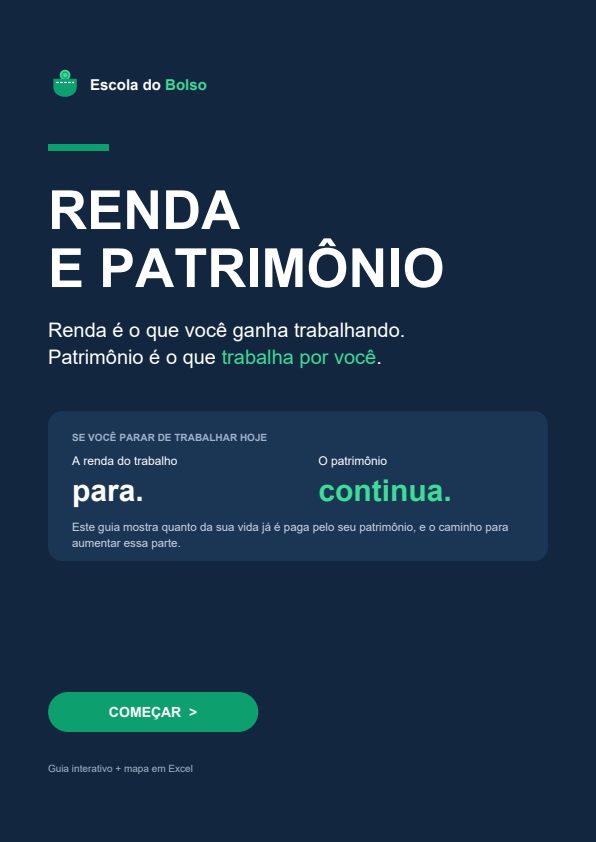 Escola do Bolso
RENDA
E PATRIMÔNIO
Renda é o que você ganha trabalhando.
Patrimônio é o que trabalha por você.
SE VOCÊ PARAR DE TRABALHAR HOJE
A renda do trabalho
para.
O patrimônio
continua.
Este guia mostra quanto da sua vida já é paga pelo seu patrimônio, e o caminho para
aumentar essa parte.
COMEÇAR >
Guia interativo + mapa em Excel